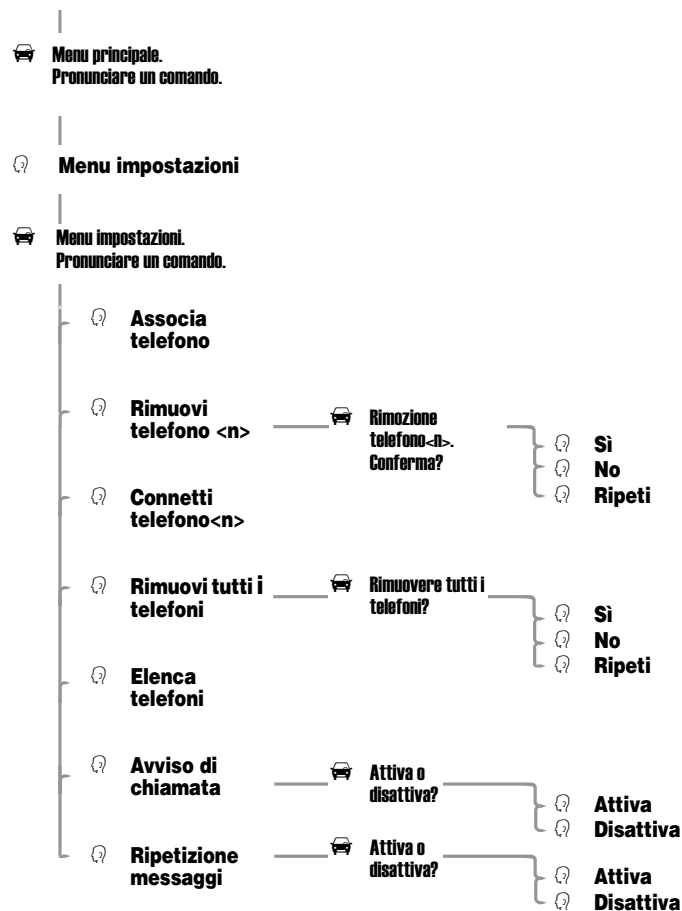 Menu principale.
Pronunciare un comando.
Menu impostazioni
Menu impostazioni.
Pronunciare un comando.
Associa
telefono
Rimuovi
telefono <n>
Rimozione
telefono<n>.
Conferma?
Sì
No
Ripeti
Connetti
telefono<n>
Rimuovi tutti i
telefoni
Rimuovere tutti i
telefoni?
Sì
No
Ripeti
Elenca
telefoni
Avviso di
chiamata
Attiva o
disattiva?
Attiva
Disattiva
Ripetizione
messaggi
Attiva o
disattiva?
Attiva
Disattiva